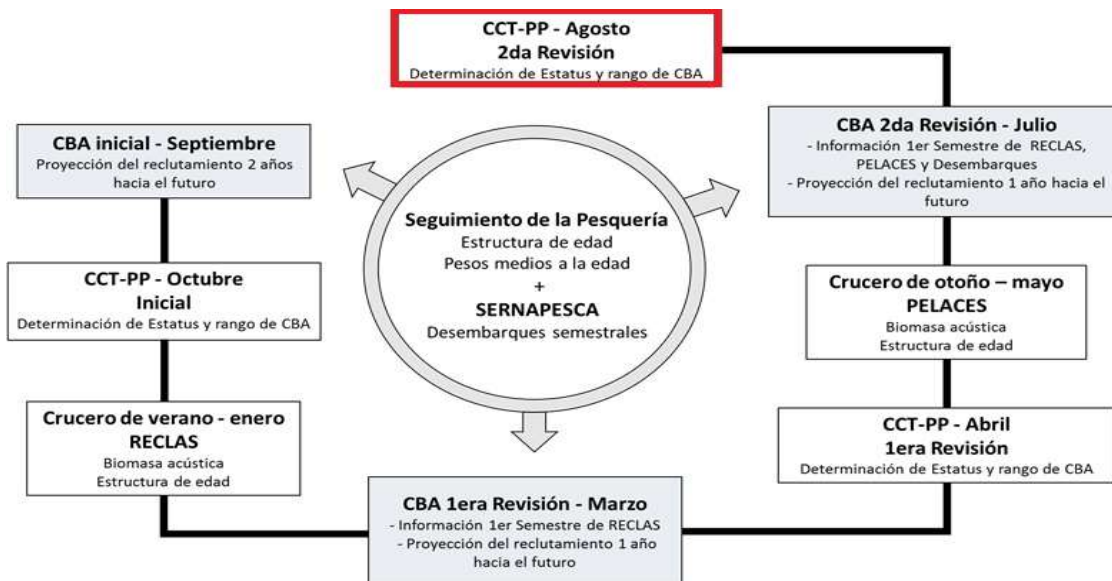 CCT-PP - Agosto
2da Revisión
Determinación de Estatus y rango de CBA
CBA inicial - Septiembre
Proyección del reclutamiento 2 años
hacia el futuro
CCT-PP - Octubre
Inicial
Determinación de Estatus y rango de CBA
Crucero de verano - enero
RECLAS
Biomasa acústica
Estructura de edad
Seguimiento de la Pesquería
Estructura de edad
Pesos medios a la edad
+
SERNAPESCA
Desembarques semestrales
CBA 1era Revisión - Marzo
- Información 1er Semestre de RECLAS
- Proyección del reclutamiento 1 año
hacia el futuro
CBA 2da Revisión - Julio
- Información 1er Semestre de RECLAS,
PELACES y Desembarques
- Proyección del reclutamiento 1 año hacia el
futuro
Crucero de otoño – mayo
PELACES
Biomasa acústica
Estructura de edad
CCT-PP - Abril
1era Revisión
Determinación de Estatus y rango de CBA